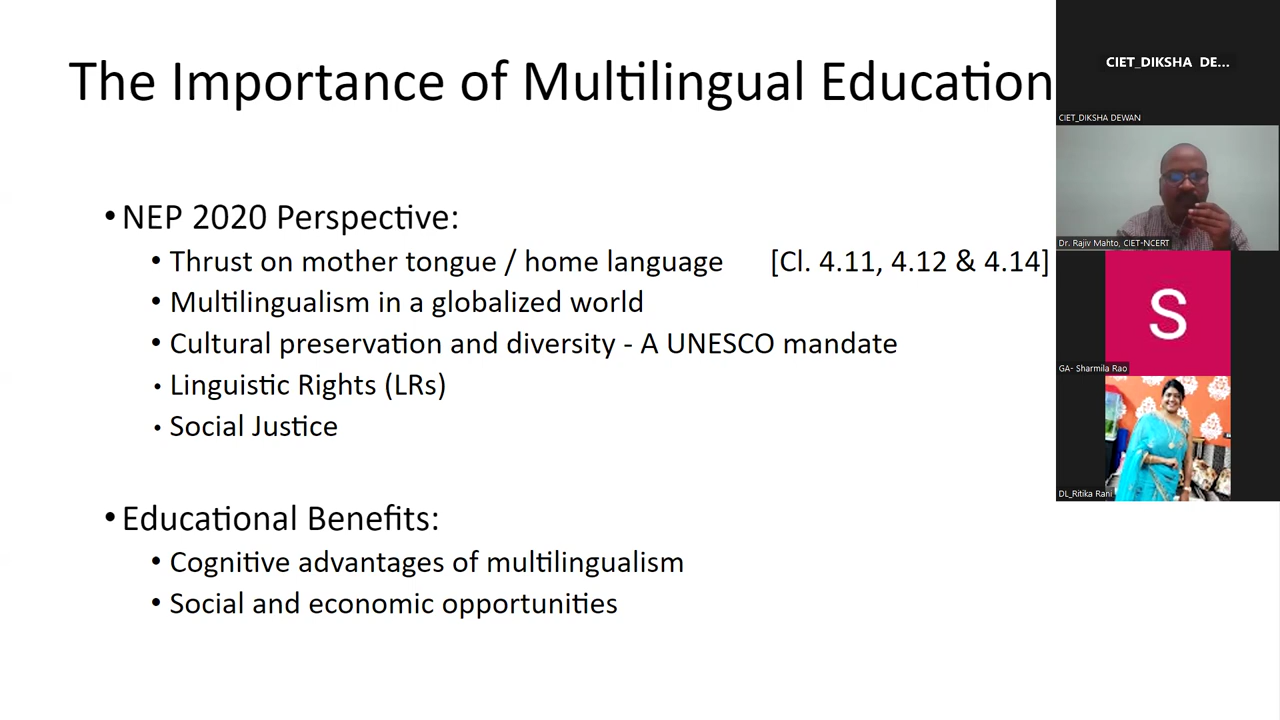 The Importance of Multilingual Education
• NEP 2020 Perspective:
• Thrust on mother tongue / home language [Cl. 4.11, 4.12 & 4.14]
• Multilingualism in a globalized world
• Cultural preservation and diversity - A UNESCO mandate
• Linguistic Rights (LRs)
• Social Justice
• Educational Benefits:
• Cognitive advantages of multilingualism
• Social and economic opportunities
CIET_DIKSHA DE...
CIET_DIKSHA DEWAN
Dr. Rajiv Mahto, CIET-NCERT
S
GA- Sharmila Rao
DL_Ritika Rani